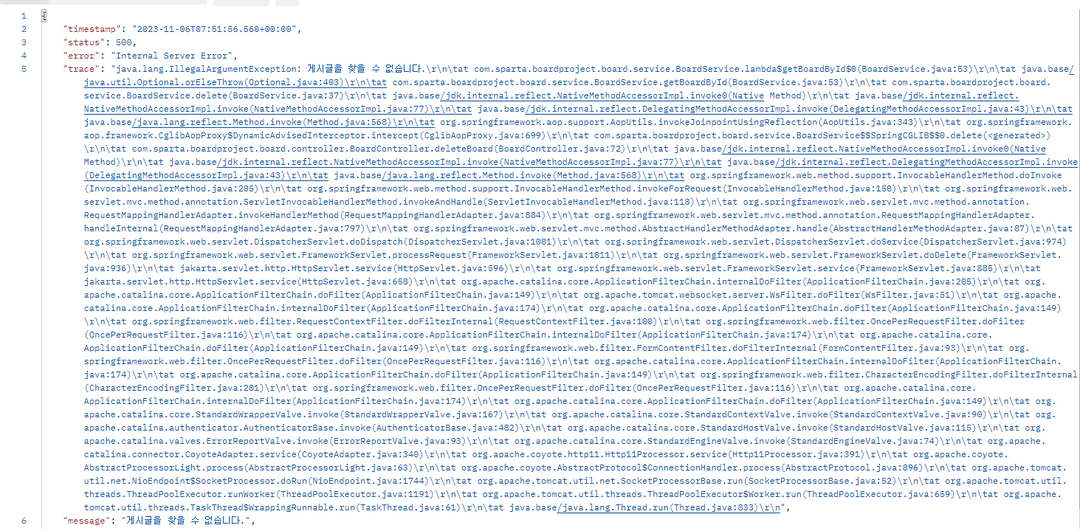 1 {
2 "timestamp": "2023-11-06T07:51:56.560+00:00",
3 "status": 500,
4 "error": "Internal Server Error",
5 "trace": "java.lang.IllegalArgumentException: 게시글을 찾을 수 없습니다.\r\n\tat com.sparta.boardproject.board.service.BoardService.lambda$getBoardById$0(BoardService.java:53)\r\n\tat java.base/
java.util.Optional.orElseThrow(Optional.java:403)\r\n\tat com.sparta.boardproject.board.service.BoardService.getBoardById(BoardService.java:53)\r\n\tat com.sparta.boardproject.board.
service.BoardService.delete(BoardService.java:37)\r\n\tat java.base/jdk.internal.reflect.NativeMethodAccessorImpl.invoke0(Native Method)\r\n\tat java.base/jdk.internal.reflect.
NativeMethodAccessorImpl.invoke(NativeMethodAccessorImpl.java:77)\r\n\tat java.base/jdk.internal.reflect.DelegatingMethodAccessorImpl.invoke(DelegatingMethodAccessorImpl.java:43)\r\n\tat
java.base/java.lang.reflect.Method.invoke(Method.java:568)\r\n\tat org.springframework.aop.support.AopUtils.invokeJoinpointUsingReflection(AopUtils.java:343)\r\n\tat org.springframework.
aop.framework.CglibAopProxy$DynamicAdvisedInterceptor.intercept(CglibAopProxy.java:699)\r\n\tat com.sparta.boardproject.board.service.BoardService$$SpringCGLIB$$0.delete(<generated>)
\r\n\tat com.sparta.boardproject.board.controller.BoardController.deleteBoard(BoardController.java:72)\r\n\tat java.base/jdk.internal.reflect.NativeMethodAccessorImpl.invoke0(Native
Method)\r\n\tat java.base/jdk.internal.reflect.NativeMethodAccessorImpl.invoke(NativeMethodAccessorImpl.java:77)\r\n\tat java.base/jdk.internal.reflect.DelegatingMethodAccessorImpl.invoke
(DelegatingMethodAccessorImpl.java:43)\r\n\tat java.base/java.lang.reflect.Method.invoke(Method.java:568)\r\n\tat org.springframework.web.method.support.InvocableHandlerMethod.doInvoke
(InvocableHandlerMethod.java:205)\r\n\tat org.springframework.web.method.support.InvocableHandlerMethod.invokeForRequest(InvocableHandlerMethod.java:150)\r\n\tat org.springframework.web.
servlet.mvc.method.annotation.ServletInvocableHandlerMethod.invokeAndHandle(ServletInvocableHandlerMethod.java:118)\r\n\tat org.springframework.web.servlet.mvc.method.annotation.
RequestMappingHandlerAdapter.invokeHandlerMethod(RequestMappingHandlerAdapter.java:884)\r\n\tat org.springframework.web.servlet.mvc.method.annotation.RequestMappingHandlerAdapter.
handleInternal(RequestMappingHandlerAdapter.java:797)\r\n\tat org.springframework.web.servlet.mvc.method.AbstractHandlerMethodAdapter.handle(AbstractHandlerMethodAdapter.java:87)\r\n\tat
org.springframework.web.servlet.DispatcherServlet.doDispatch(DispatcherServlet.java:1081)\r\n\tat org.springframework.web.servlet.DispatcherServlet.doService(DispatcherServlet.java:974)
\r\n\tat org.springframework.web.servlet.FrameworkServlet.processRequest(FrameworkServlet.java:1011)\r\n\tat org.springframework.web.servlet.FrameworkServlet.doDelete(FrameworkServlet.
java:936)\r\n\tat jakarta.servlet.http.HttpServlet.service(HttpServlet.java:596)\r\n\tat org.springframework.web.servlet.FrameworkServlet.service(FrameworkServlet.java:885)\r\n\tat
jakarta.servlet.http.HttpServlet.service(HttpServlet.java:658)\r\n\tat org.apache.catalina.core.ApplicationFilterChain.internalDoFilter(ApplicationFilterChain.java:205)\r\n\tat org.
apache.catalina.core.ApplicationFilterChain.doFilter(ApplicationFilterChain.java:149)\r\n\tat org.apache.tomcat.websocket.server.WsFilter.doFilter(WsFilter.java:51)\r\n\tat org.apache.
catalina.core.ApplicationFilterChain.internalDoFilter(ApplicationFilterChain.java:174)\r\n\tat org.apache.catalina.core.ApplicationFilterChain.doFilter(ApplicationFilterChain.java:149)
\r\n\tat org.springframework.web.filter.RequestContextFilter.doFilterInternal(RequestContextFilter.java:100)\r\n\tat org.springframework.web.filter.OncePerRequestFilter.doFilter
(OncePerRequestFilter.java:116)\r\n\tat org.apache.catalina.core.ApplicationFilterChain.internalDoFilter(ApplicationFilterChain.java:174)\r\n\tat org.apache.catalina.core.
ApplicationFilterChain.doFilter(ApplicationFilterChain.java:149)\r\n\tat org.springframework.web.filter.FormContentFilter.doFilterInternal(FormContentFilter.java:93)\r\n\tat org.
springframework.web.filter.OncePerRequestFilter.doFilter(OncePerRequestFilter.java:116)\r\n\tat org.apache.catalina.core.ApplicationFilterChain.internalDoFilter(ApplicationFilterChain.
java:174)\r\n\tat org.apache.catalina.core.ApplicationFilterChain.doFilter(ApplicationFilterChain.java:149)\r\n\tat org.springframework.web.filter.CharacterEncodingFilter.doFilterInternal
(CharacterEncodingFilter.java:201)\r\n\tat org.springframework.web.filter.OncePerRequestFilter.doFilter(OncePerRequestFilter.java:116)\r\n\tat org.apache.catalina.core.
ApplicationFilterChain.internalDoFilter(ApplicationFilterChain.java:174)\r\n\tat org.apache.catalina.core.ApplicationFilterChain.doFilter(ApplicationFilterChain.java:149)\r\n\tat org.
apache.catalina.core.StandardWrapperValve.invoke(StandardWrapperValve.java:167)\r\n\tat org.apache.catalina.core.StandardContextValve.invoke(StandardContextValve.java:90)\r\n\tat org.
apache.catalina.authenticator.AuthenticatorBase.invoke(AuthenticatorBase.java:482)\r\n\tat org.apache.catalina.core.StandardHostValve.invoke(StandardHostValve.java:115)\r\n\tat org.
apache.catalina.valves.ErrorReportValve.invoke(ErrorReportValve.java:93)\r\n\tat org.apache.catalina.core.StandardEngineValve.invoke(StandardEngineValve.java:74)\r\n\tat org.apache.
catalina.connector.CoyoteAdapter.service(CoyoteAdapter.java:340)\r\n\tat org.apache.coyote.http11.Http11Processor.service(Http11Processor.java:391)\r\n\tat org.apache.coyote.
AbstractProcessorLight.process(AbstractProcessorLight.java:63)\r\n\tat org.apache.coyote.AbstractProtocol$ConnectionHandler.process(AbstractProtocol.java:896)\r\n\tat org.apache.tomcat.
util.net.NioEndpoint$SocketProcessor.doRun(NioEndpoint.java:1744)\r\n\tat org.apache.tomcat.util.net.SocketProcessorBase.run(SocketProcessorBase.java:52)\r\n\tat org.apache.tomcat.util.
threads.ThreadPoolExecutor.runWorker(ThreadPoolExecutor.java:1191)\r\n\tat org.apache.tomcat.util.threads.ThreadPoolExecutor$Worker.run(ThreadPoolExecutor.java:659)\r\n\tat org.apache.
tomcat.util.threads.TaskThread$WrappingRunnable.run(TaskThread.java:61)\r\n\tat java.base/java.lang.Thread.run(Thread.java:833)\r\n",
6 "message": "게시글을 찾을 수 없습니다.",